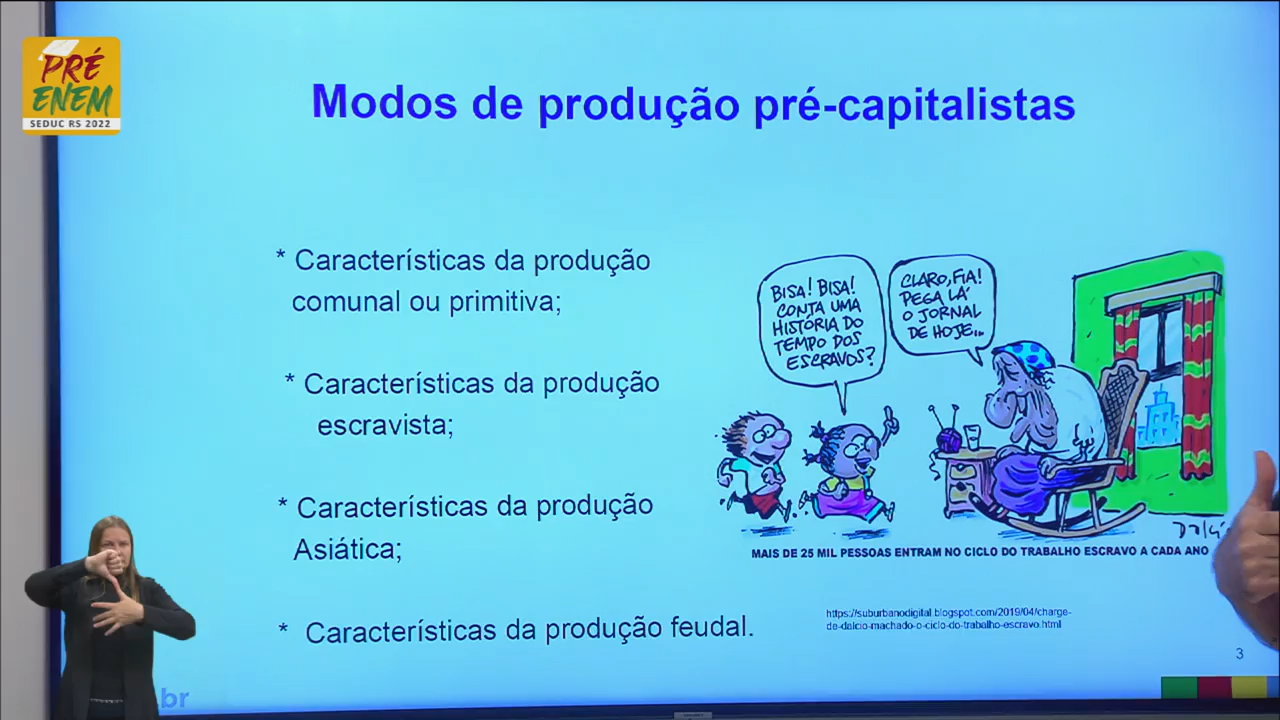 PRÉ
ENEM
SEDUC RS 2022
Modos de produção pré-capitalistas
* Características da produção
comunal ou primitiva;
* Características da produção
escravista;
* Características da produção
Asiática;
* Características da produção feudal.
BISA! BISA!
CONTA UMA
HISTÓRIA DO
TEMPO DOS
ESCRAVOS?
CLARO, FIA!
PEGA LÁ
O JORNAL
DE HOJE...
MAIS DE 25 MIL PESSOAS ENTRAM NO CICLO DO TRABALHO ESCRAVO A CADA ANO
https://suburbanodigital.blogspot.com/2019/04/charge-
de-dalcio-machado-o-ciclo-do-trabalho-escravo.html
3
.br